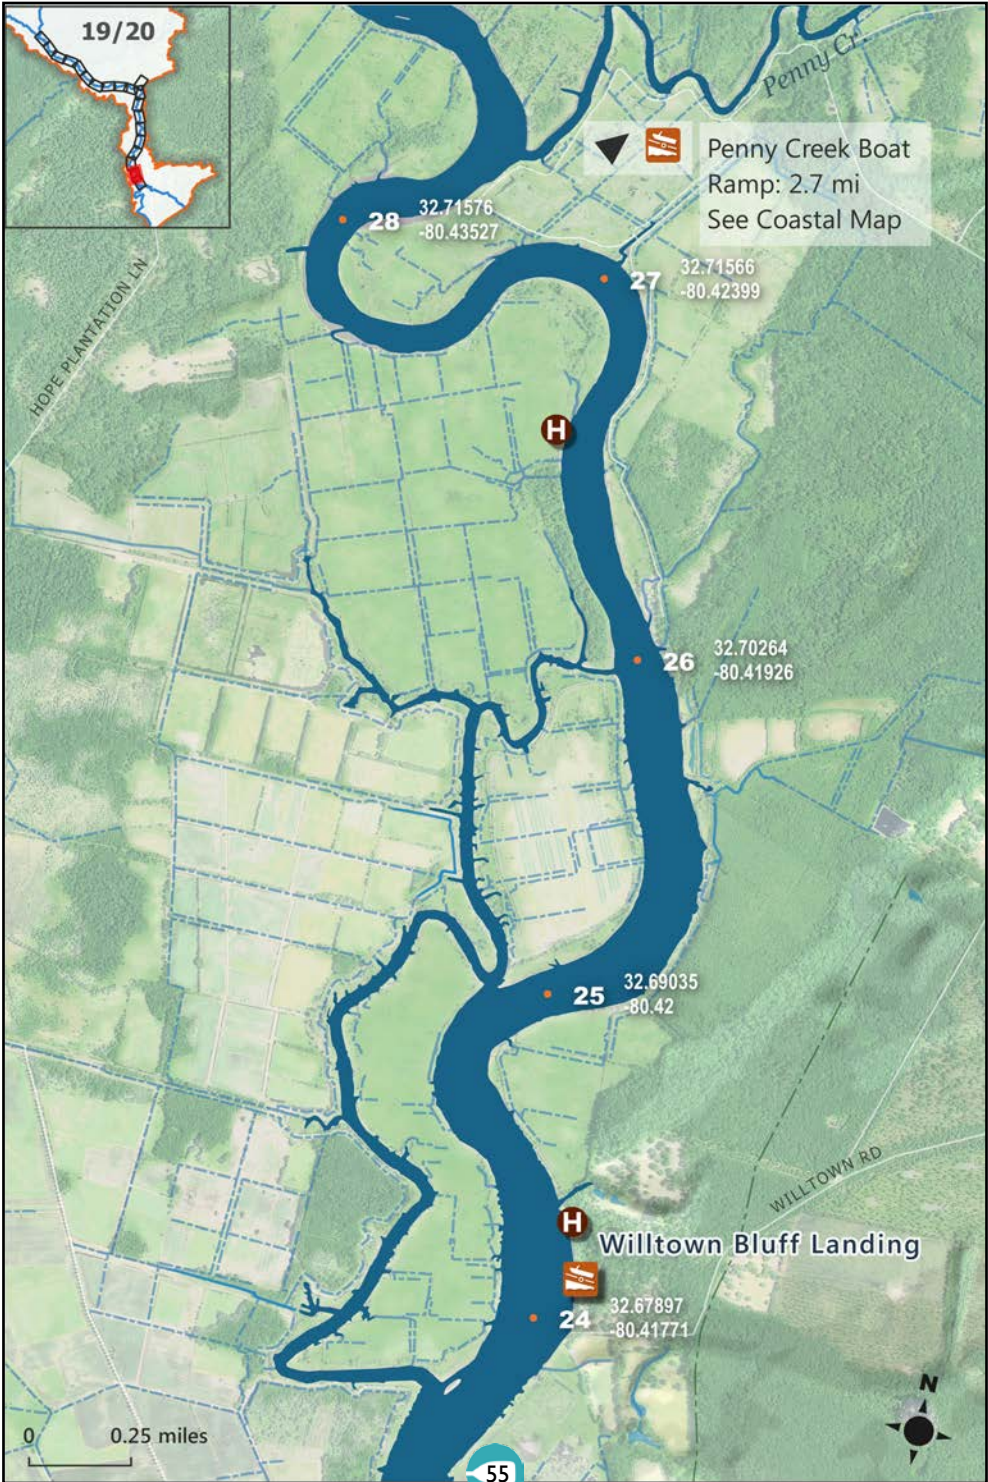 19/20
Penny Cr.
Penny Creek Boat
Ramp: 2.7 mi
See Coastal Map
28
32.71576
-80.43527
27
32.71566
-80.42399
HOPE PLANTATION LN
H
26
32.70264
-80.41926
25
32.69035
-80.42
WILLTOWN RD
H
Willtown Bluff Landing
24
32.67897
-80.41771
N
0 0.25 miles
55